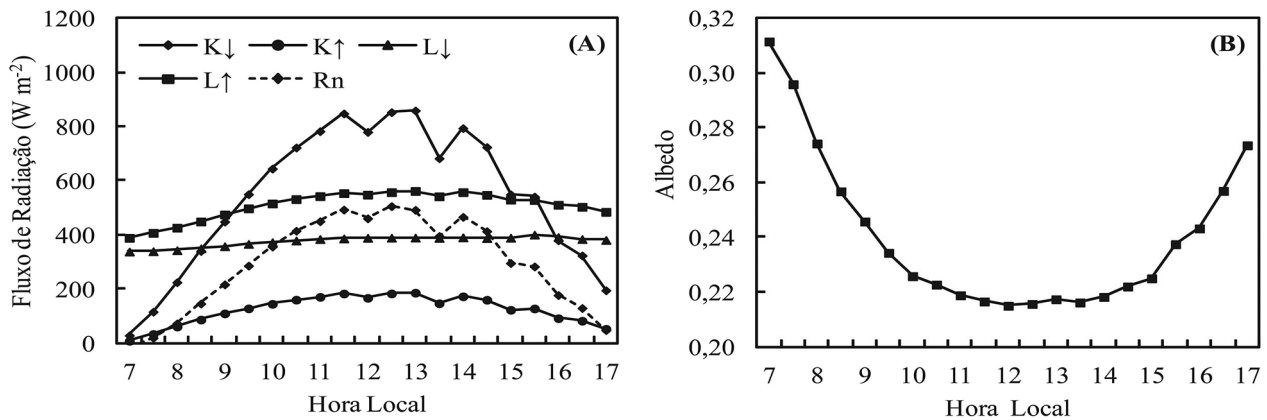 Fluxo de Radiação (W m⁻²)
1200
1000
800
600
400
200
0
K↓ K↑ L↓
L↑ Rn
(A)
7 8 9 10 11 12 13 14 15 16 17
Hora Local
Albedo
0,32
0,30
0,28
0,26
0,24
0,22
0,20
(B)
7 8 9 10 11 12 13 14 15 16 17
Hora Local